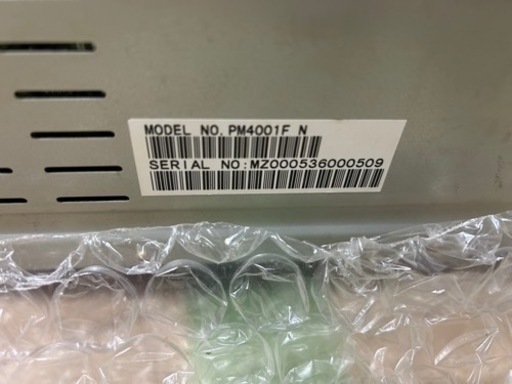 MODEL NO. PM4001F N
SERIAL NO:MZ000536000509